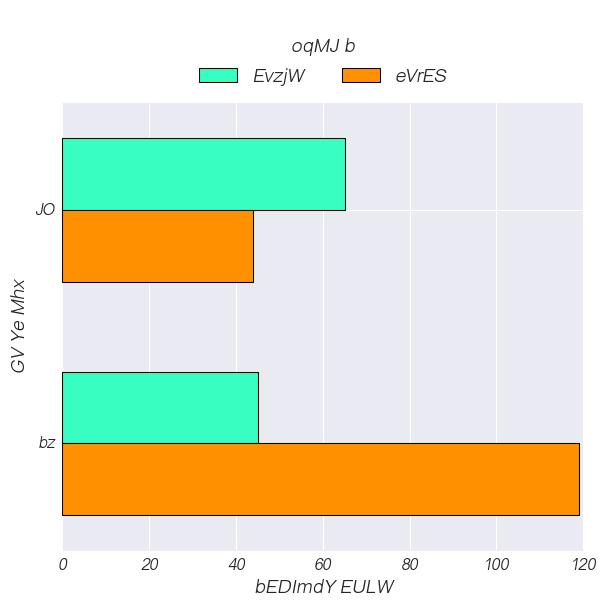 oqMJ b
EvzjW eVrES
JO
bz
GV Ye Mhx
0 20 40 60 80 100 120
bEDImdY EULW